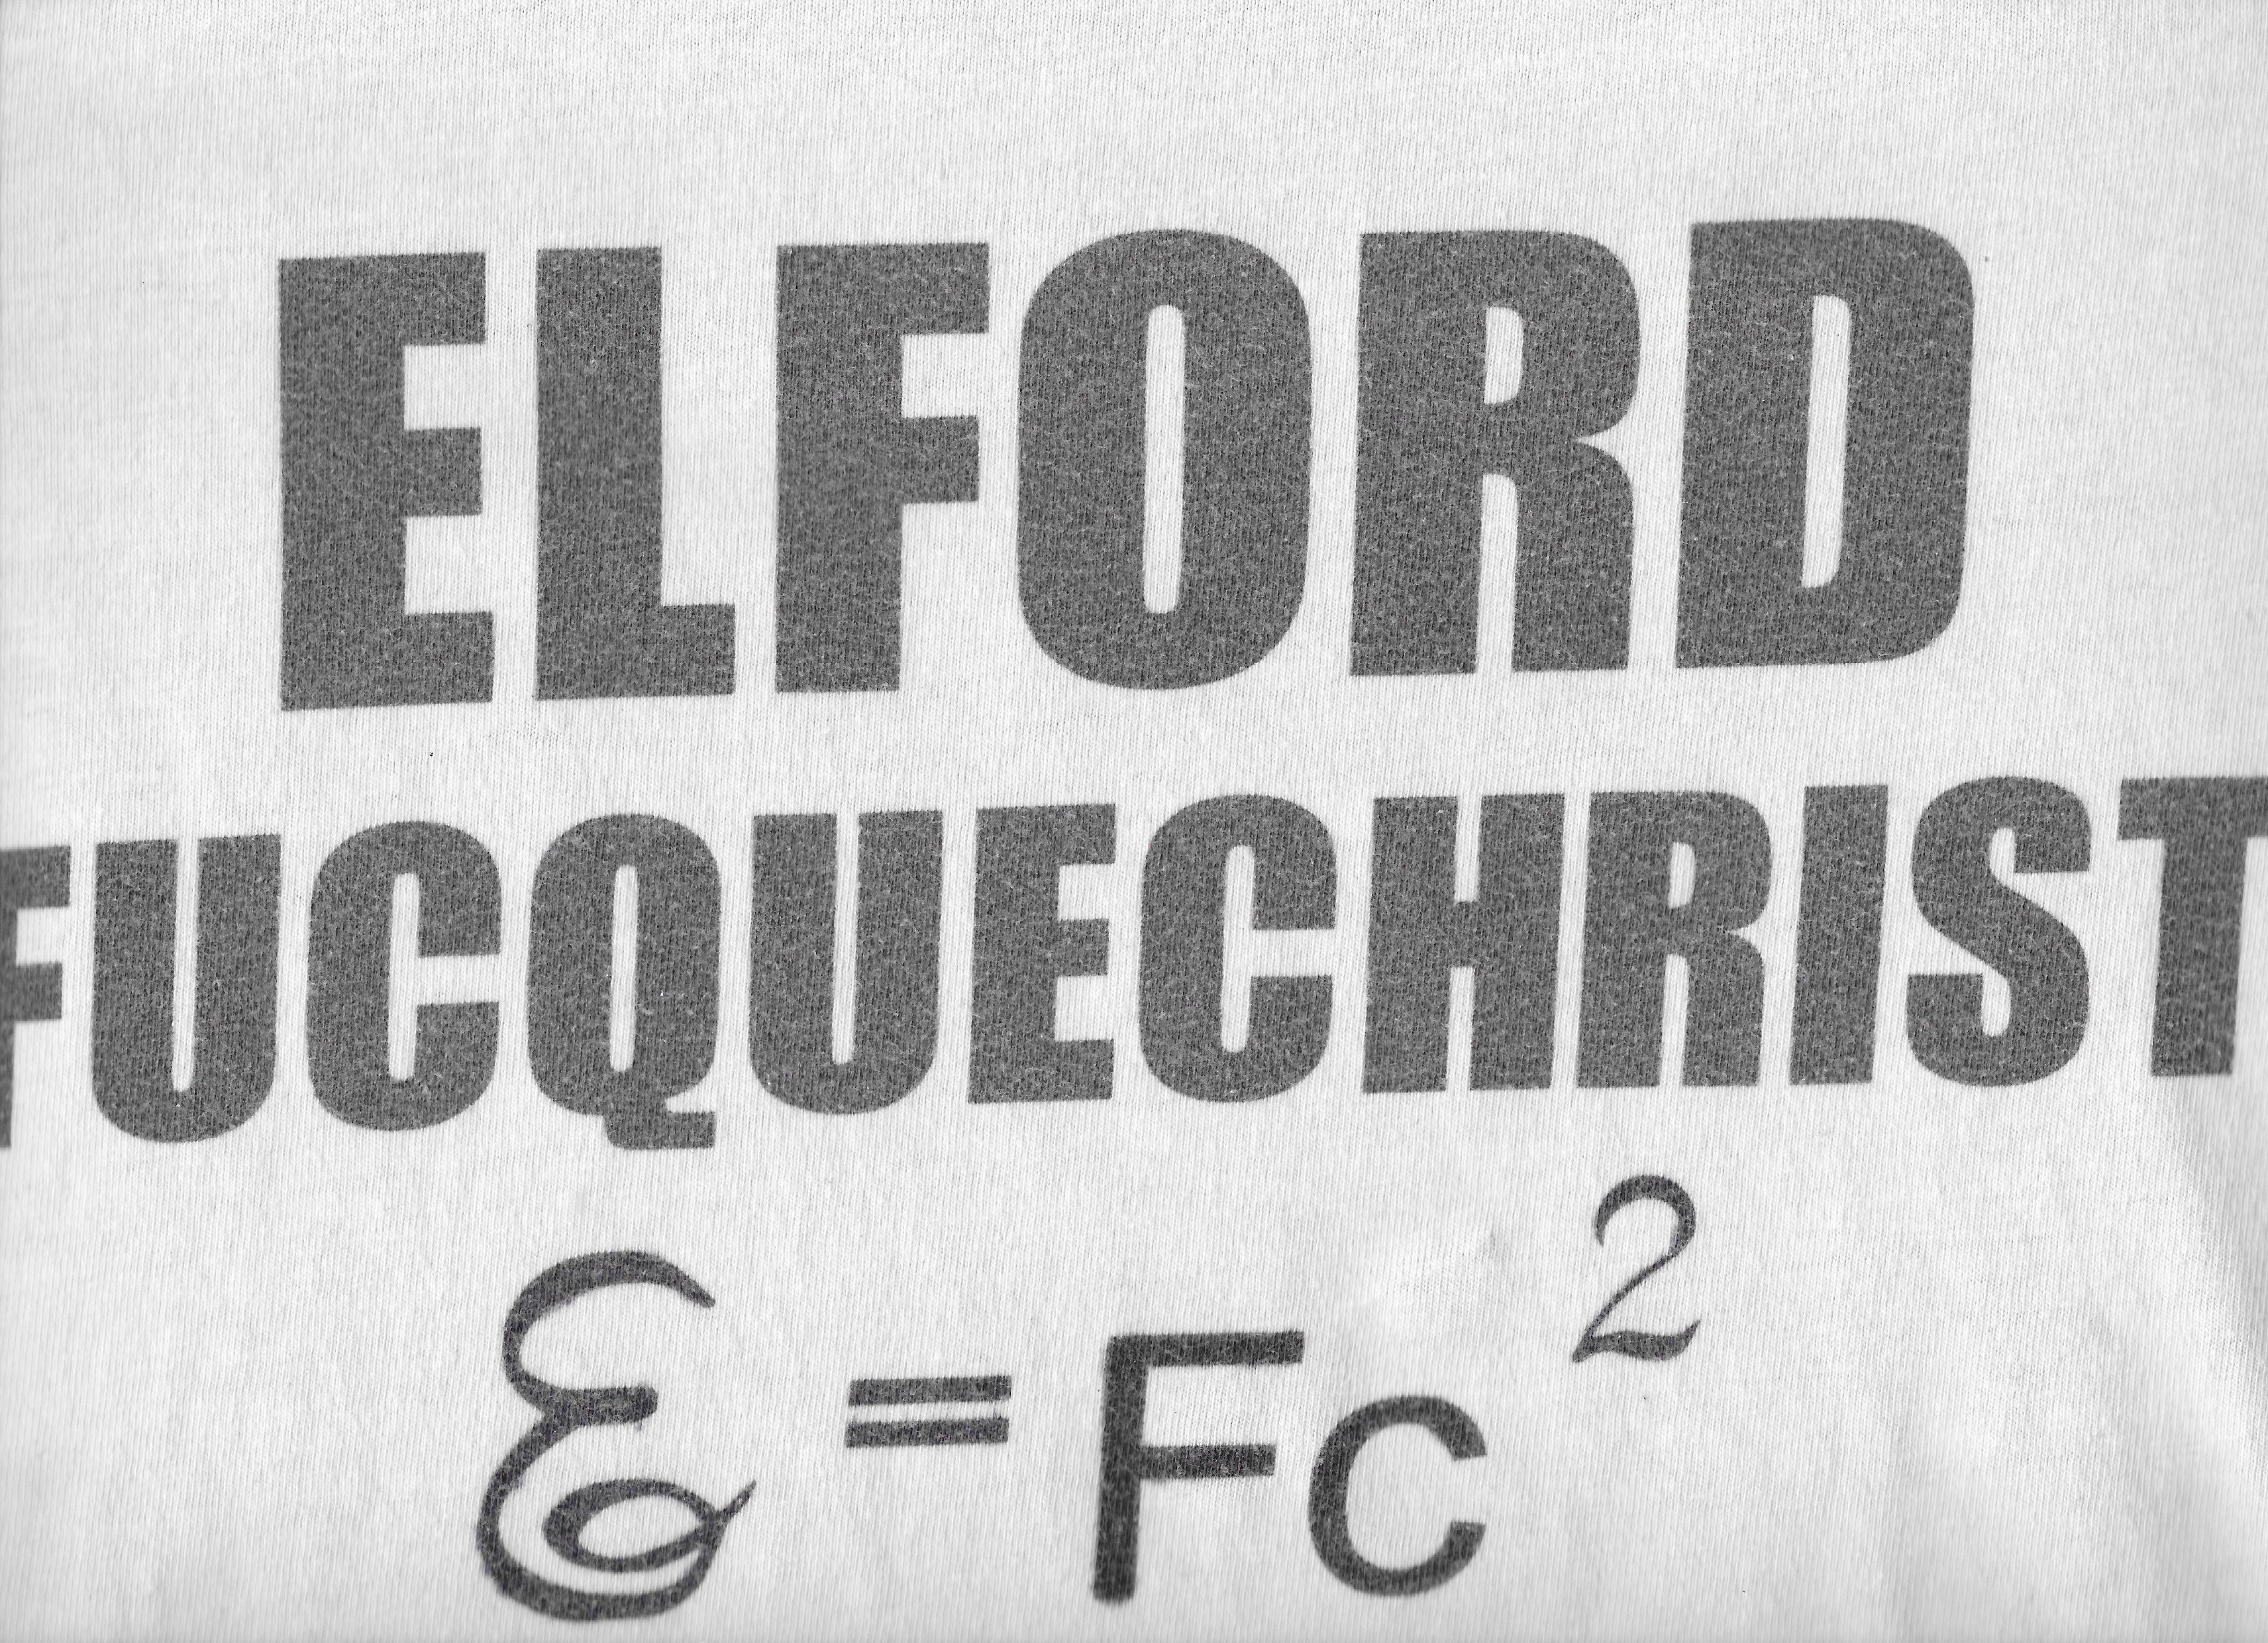 ELFORD
FUCQUECHRIST
ℰ = Fc²